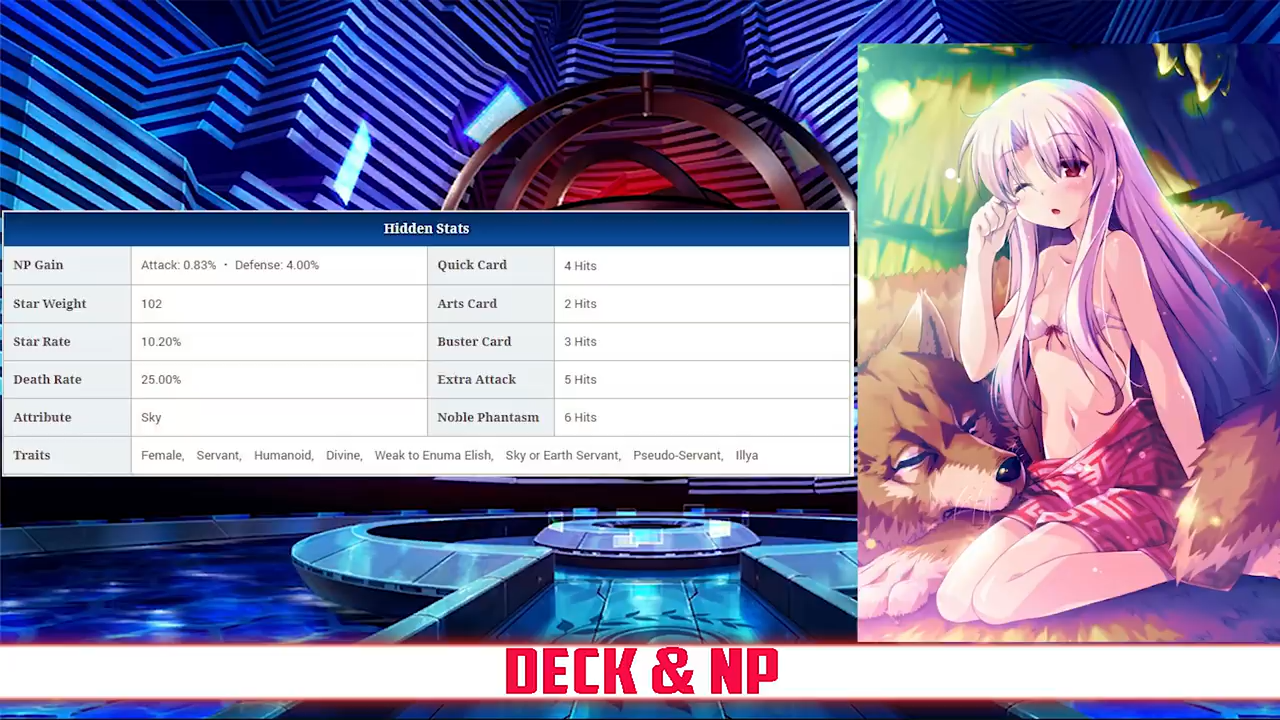 Hidden Stats
NP Gain Attack: 0.83% · Defense: 4.00% Quick Card 4 Hits
Star Weight 102 Arts Card 2 Hits
Star Rate 10.20% Buster Card 3 Hits
Death Rate 25.00% Extra Attack 5 Hits
Attribute Sky Noble Phantasm 6 Hits
Traits Female, Servant, Humanoid, Divine, Weak to Enuma Elish, Sky or Earth Servant, Pseudo-Servant, Illya
DECK & NP